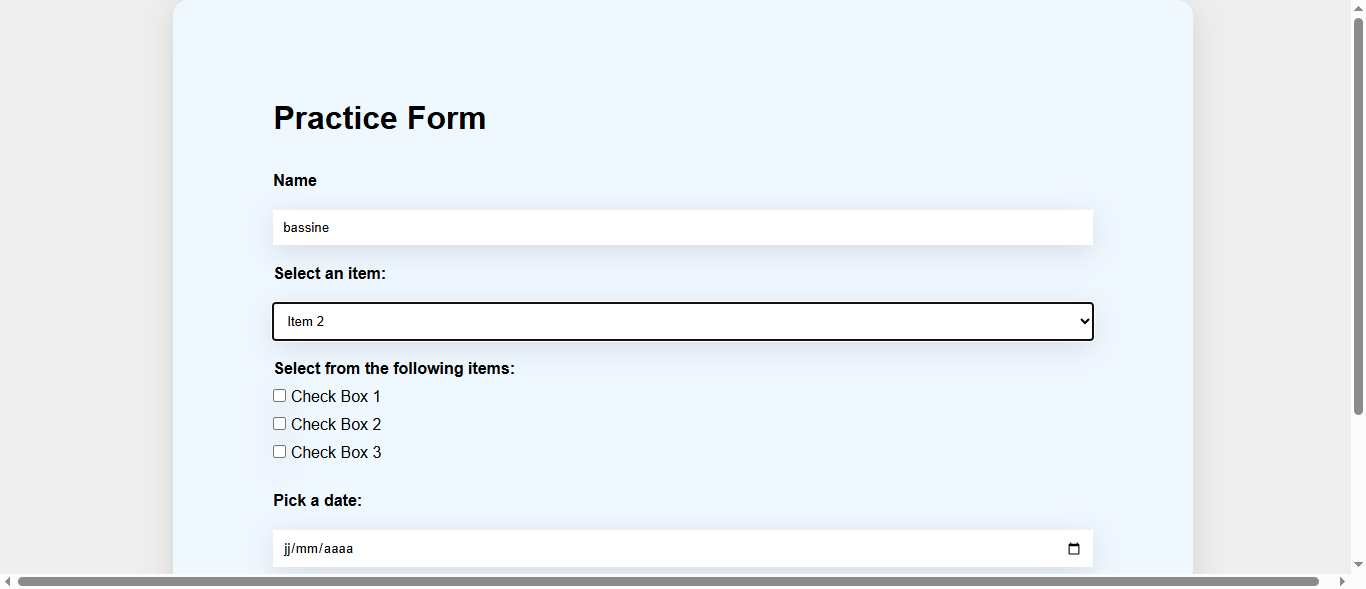 Practice Form
Name
bassine
Select an item:
Item 2
Select from the following items:
Check Box 1
Check Box 2
Check Box 3
Pick a date:
jj/mm/aaaa